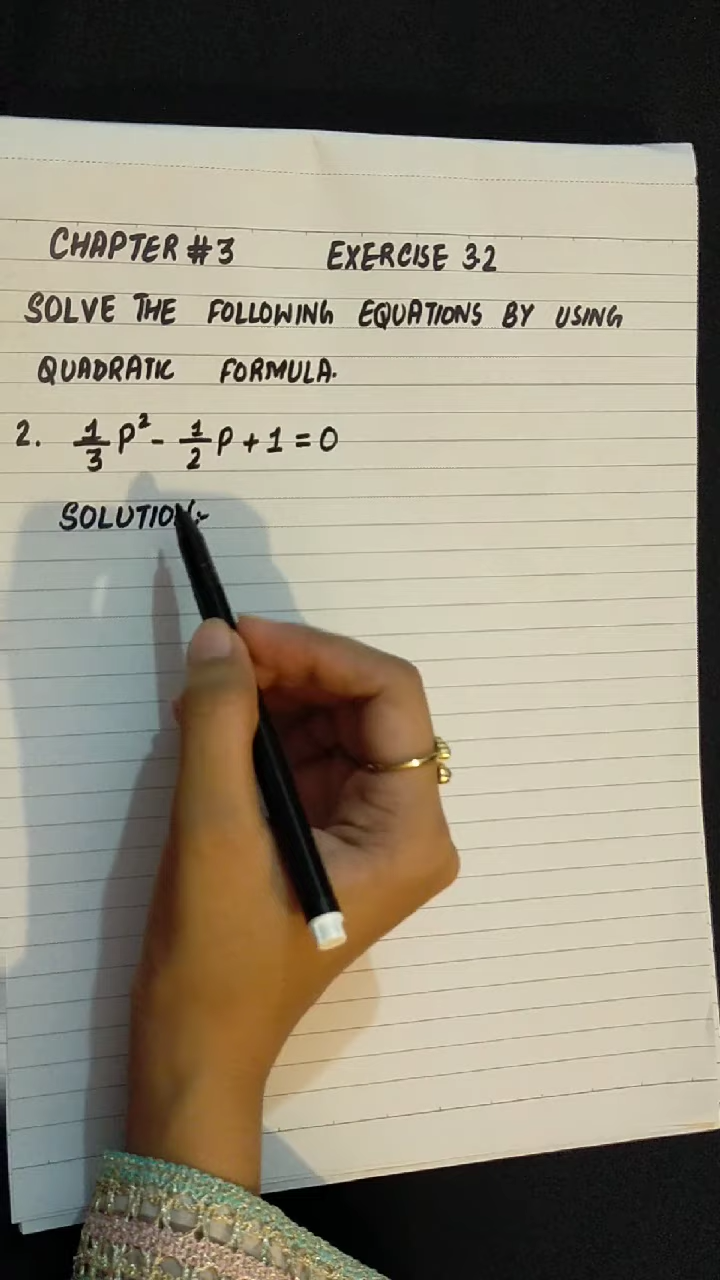 CHAPTER #3 EXERCISE 3.2
SOLVE THE FOLLOWING EQUATIONS BY USING
QUADRATIC FORMULA.
2. 1/3 P² - 1/2 P + 1 = 0
SOLUTION:-